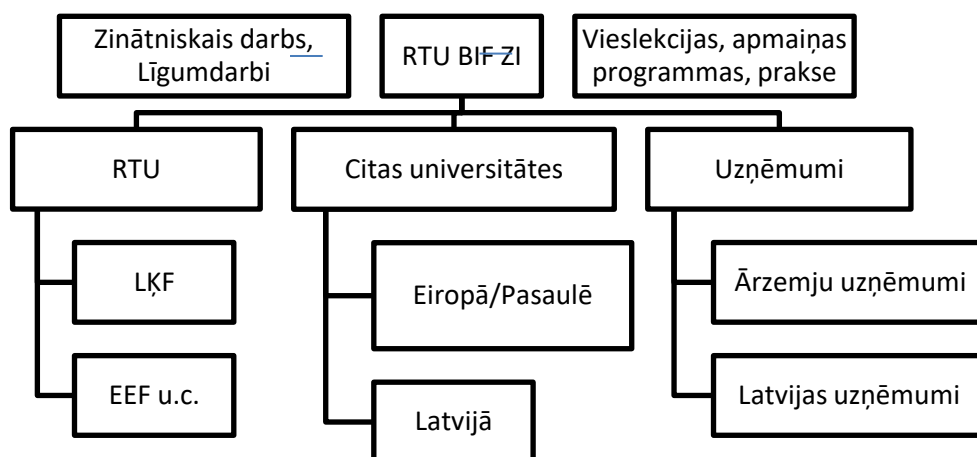 Zinātniskais darbs,
Līgumdarbi
RTU BIF ZI
Vieslekcijas, apmaiņas
programmas, prakse
RTU
Citas universitātes
Uzņēmumi
LĶF
Eiropā/Pasaulē
Ārzemju uzņēmumi
EEF u.c.
Latvijā
Latvijas uzņēmumi